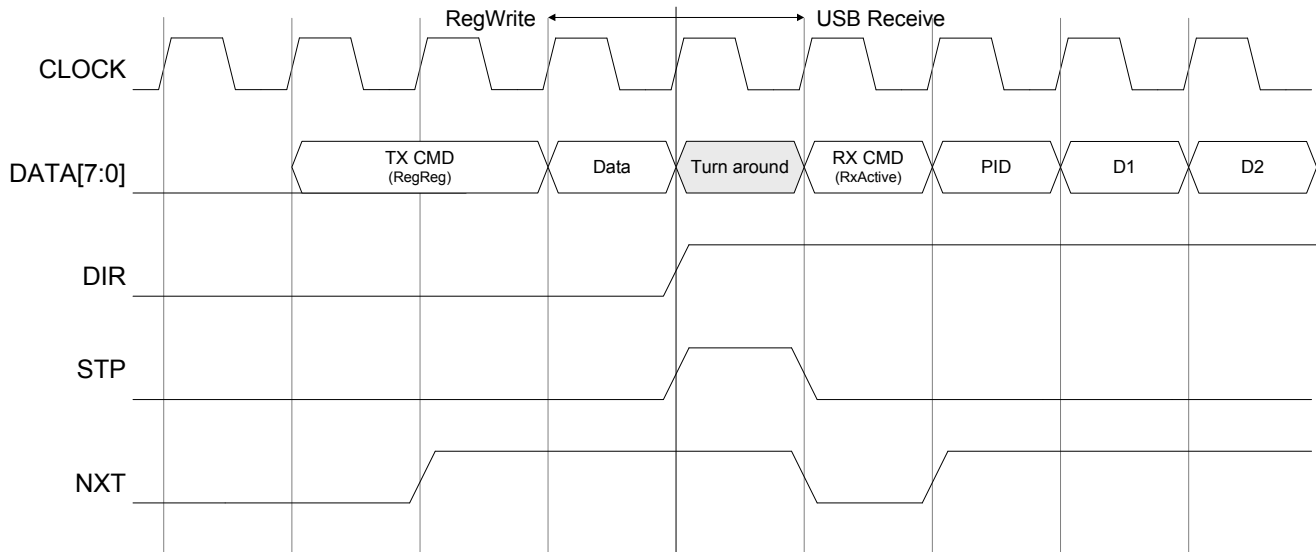 RegWrite USB Receive
CLOCK
DATA[7:0] TX CMD Data Turn around RX CMD PID D1 D2
(RegReg) (RxActive)
DIR
STP
NXT